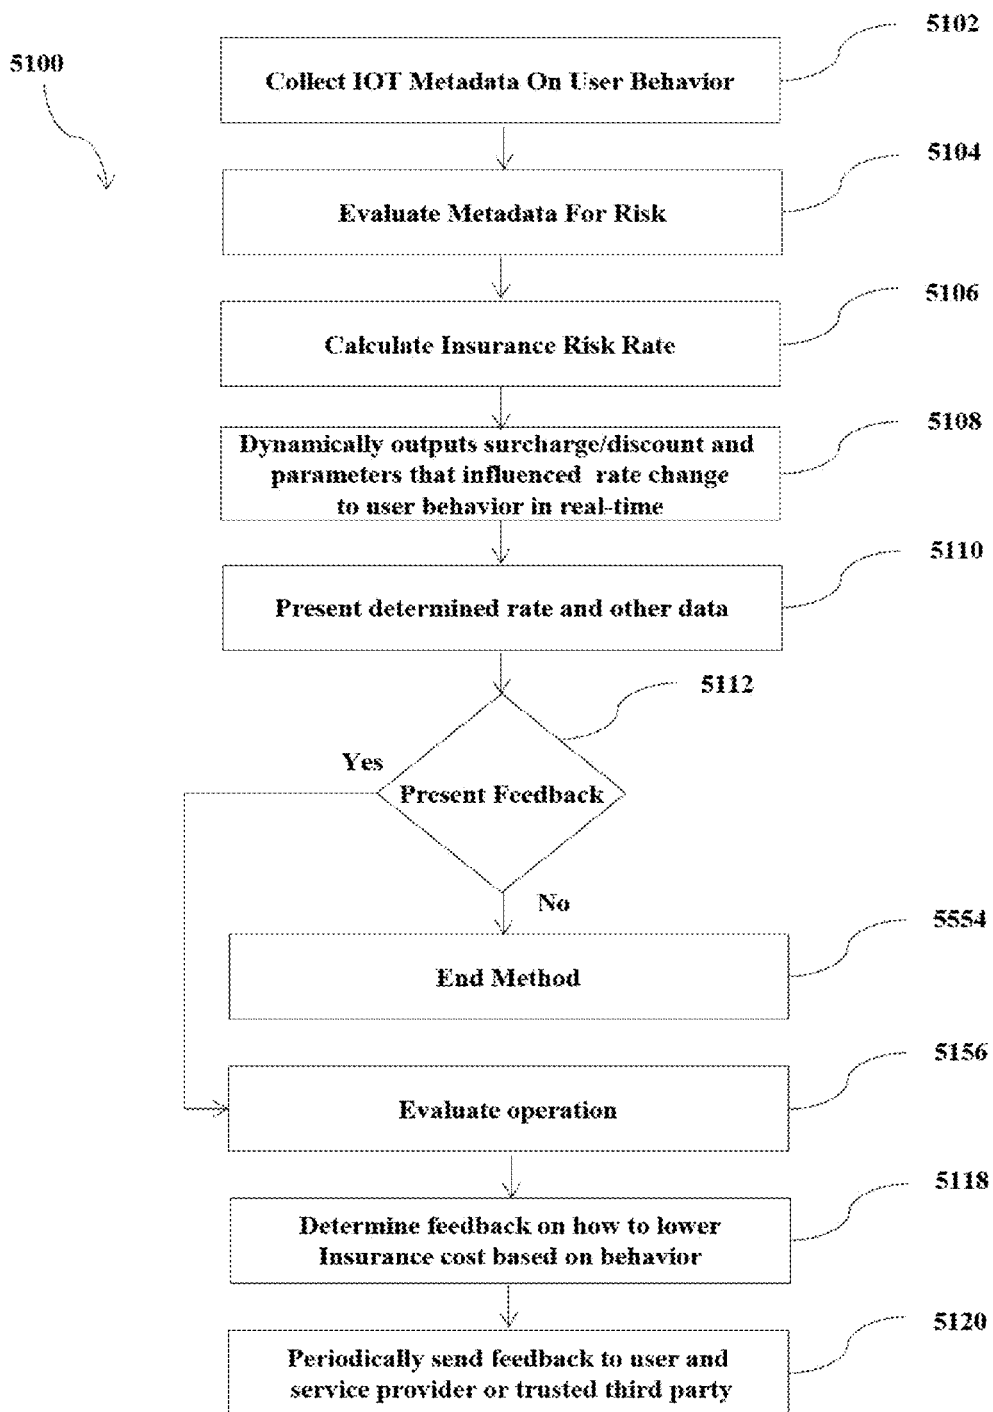 5102
5100
Collect IOT Metadata On User Behavior
5104
Evaluate Metadata For Risk
5106
Calculate Insurance Risk Rate
5108
Dynamically outputs surcharge/discount and
parameters that influenced rate change
to user behavior in real-time
5110
Present determined rate and other data
5112
Yes
Present Feedback
No
5554
End Method
5156
Evaluate operation
5118
Determine feedback on how to lower
Insurance cost based on behavior
5120
Periodically send feedback to user and
service provider or trusted third party